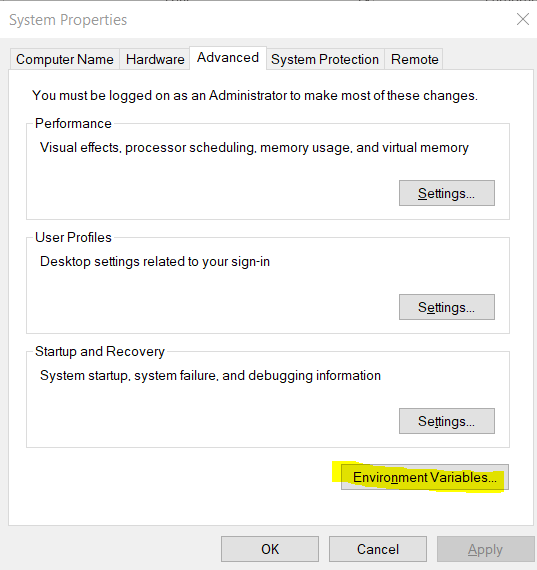 System Properties
Computer Name Hardware Advanced System Protection Remote
You must be logged on as an Administrator to make most of these changes.
Performance
Visual effects, processor scheduling, memory usage, and virtual memory
Settings...
User Profiles
Desktop settings related to your sign-in
Settings...
Startup and Recovery
System startup, system failure, and debugging information
Settings...
Environment Variables...
OK Cancel Apply